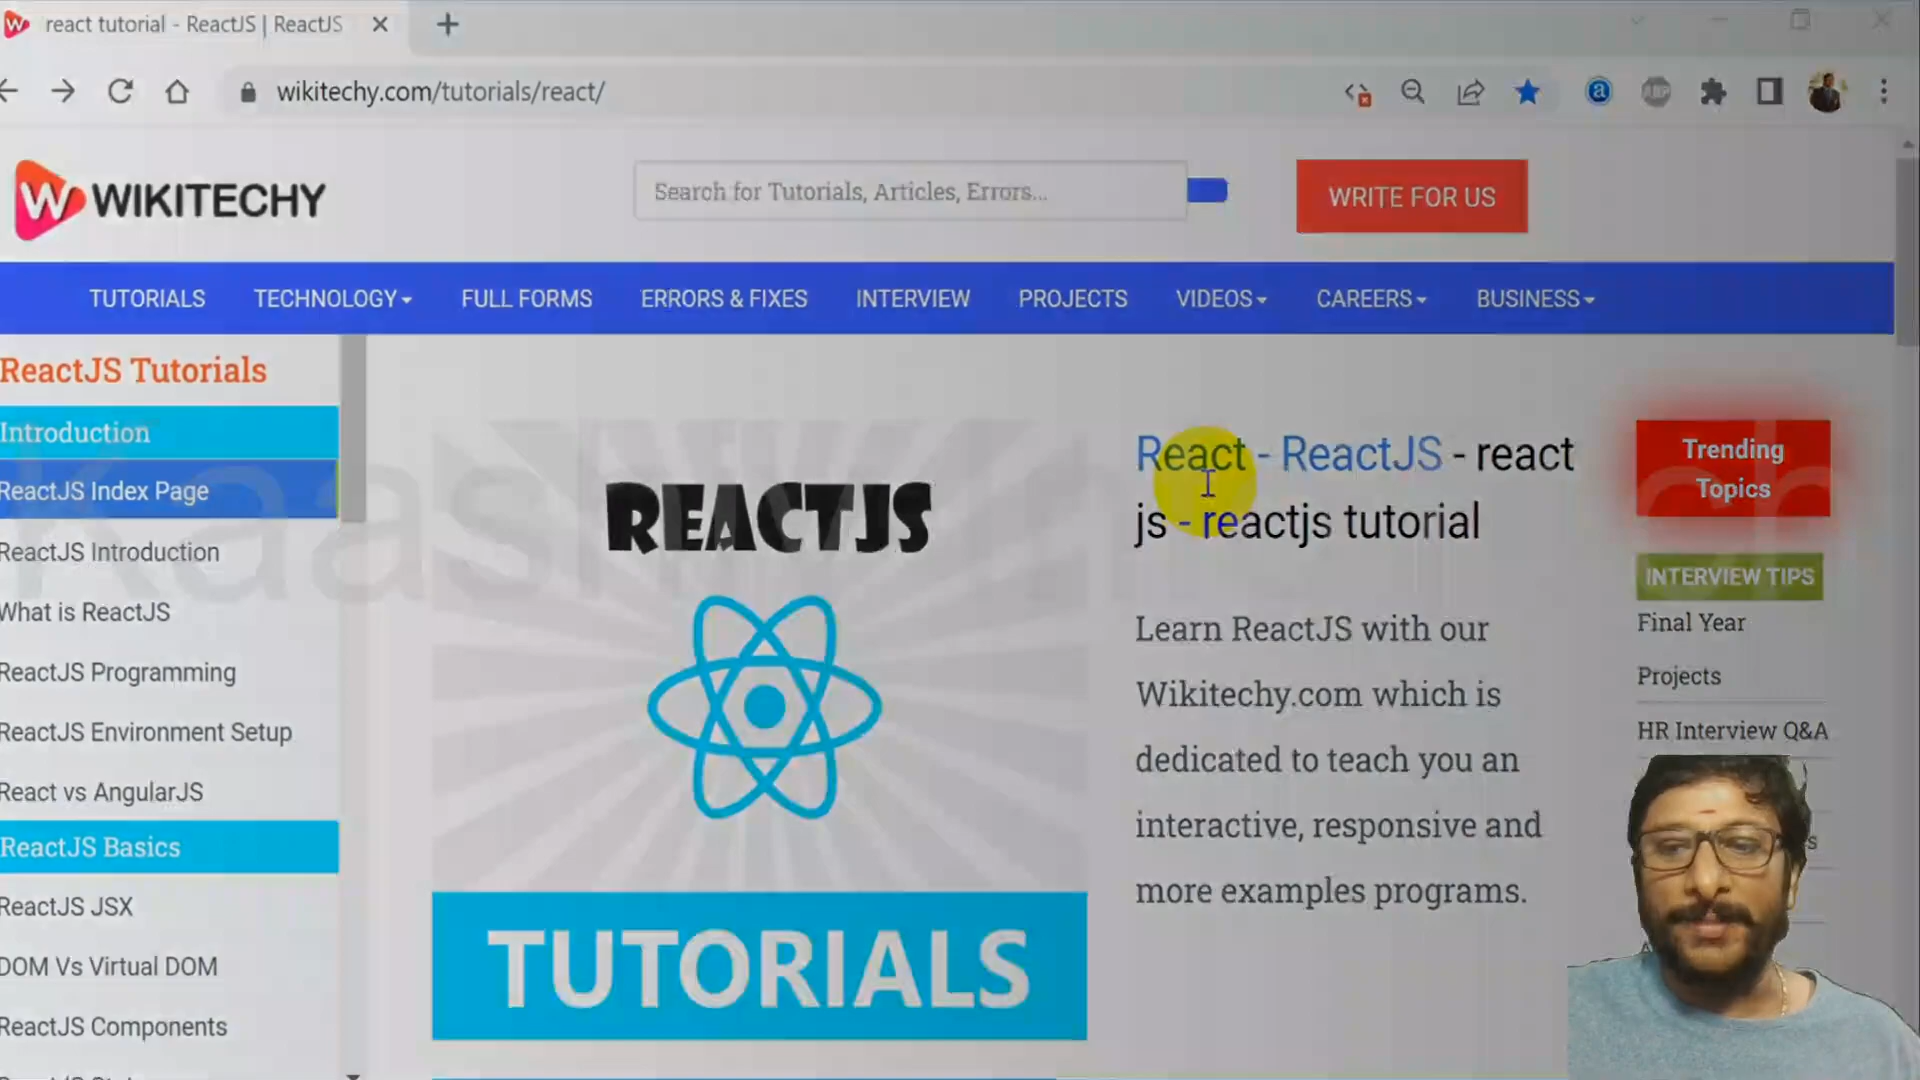 react tutorial - ReactJS | ReactJS
wikitechy.com/tutorials/react/
W WIKITECHY
Search for Tutorials, Articles, Errors...
WRITE FOR US
TUTORIALS
TECHNOLOGY
FULL FORMS
ERRORS & FIXES
INTERVIEW
PROJECTS
VIDEOS
CAREERS
BUSINESS
ReactJS Tutorials
Introduction
ReactJS Index Page
ReactJS Introduction
What is ReactJS
ReactJS Programming
ReactJS Environment Setup
React vs AngularJS
ReactJS Basics
ReactJS JSX
DOM Vs Virtual DOM
ReactJS Components
REACTJS
TUTORIALS
React - ReactJS - react
js - reactjs tutorial
Learn ReactJS with our
Wikitechy.com which is
dedicated to teach you an
interactive, responsive and
more examples programs.
Trending
Topics
INTERVIEW TIPS
Final Year
Projects
HR Interview Q&A